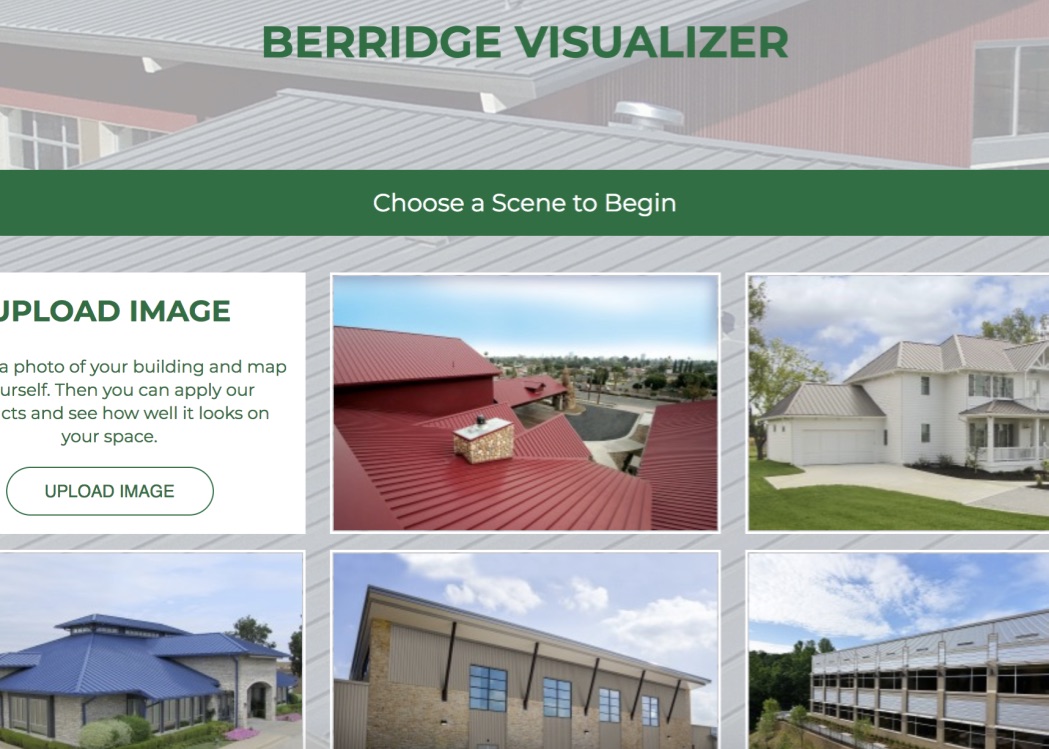 BERRIDGE VISUALIZER
Choose a Scene to Begin
UPLOAD IMAGE
a photo of your building and map
urself. Then you can apply our
cts and see how well it looks on
your space.
UPLOAD IMAGE